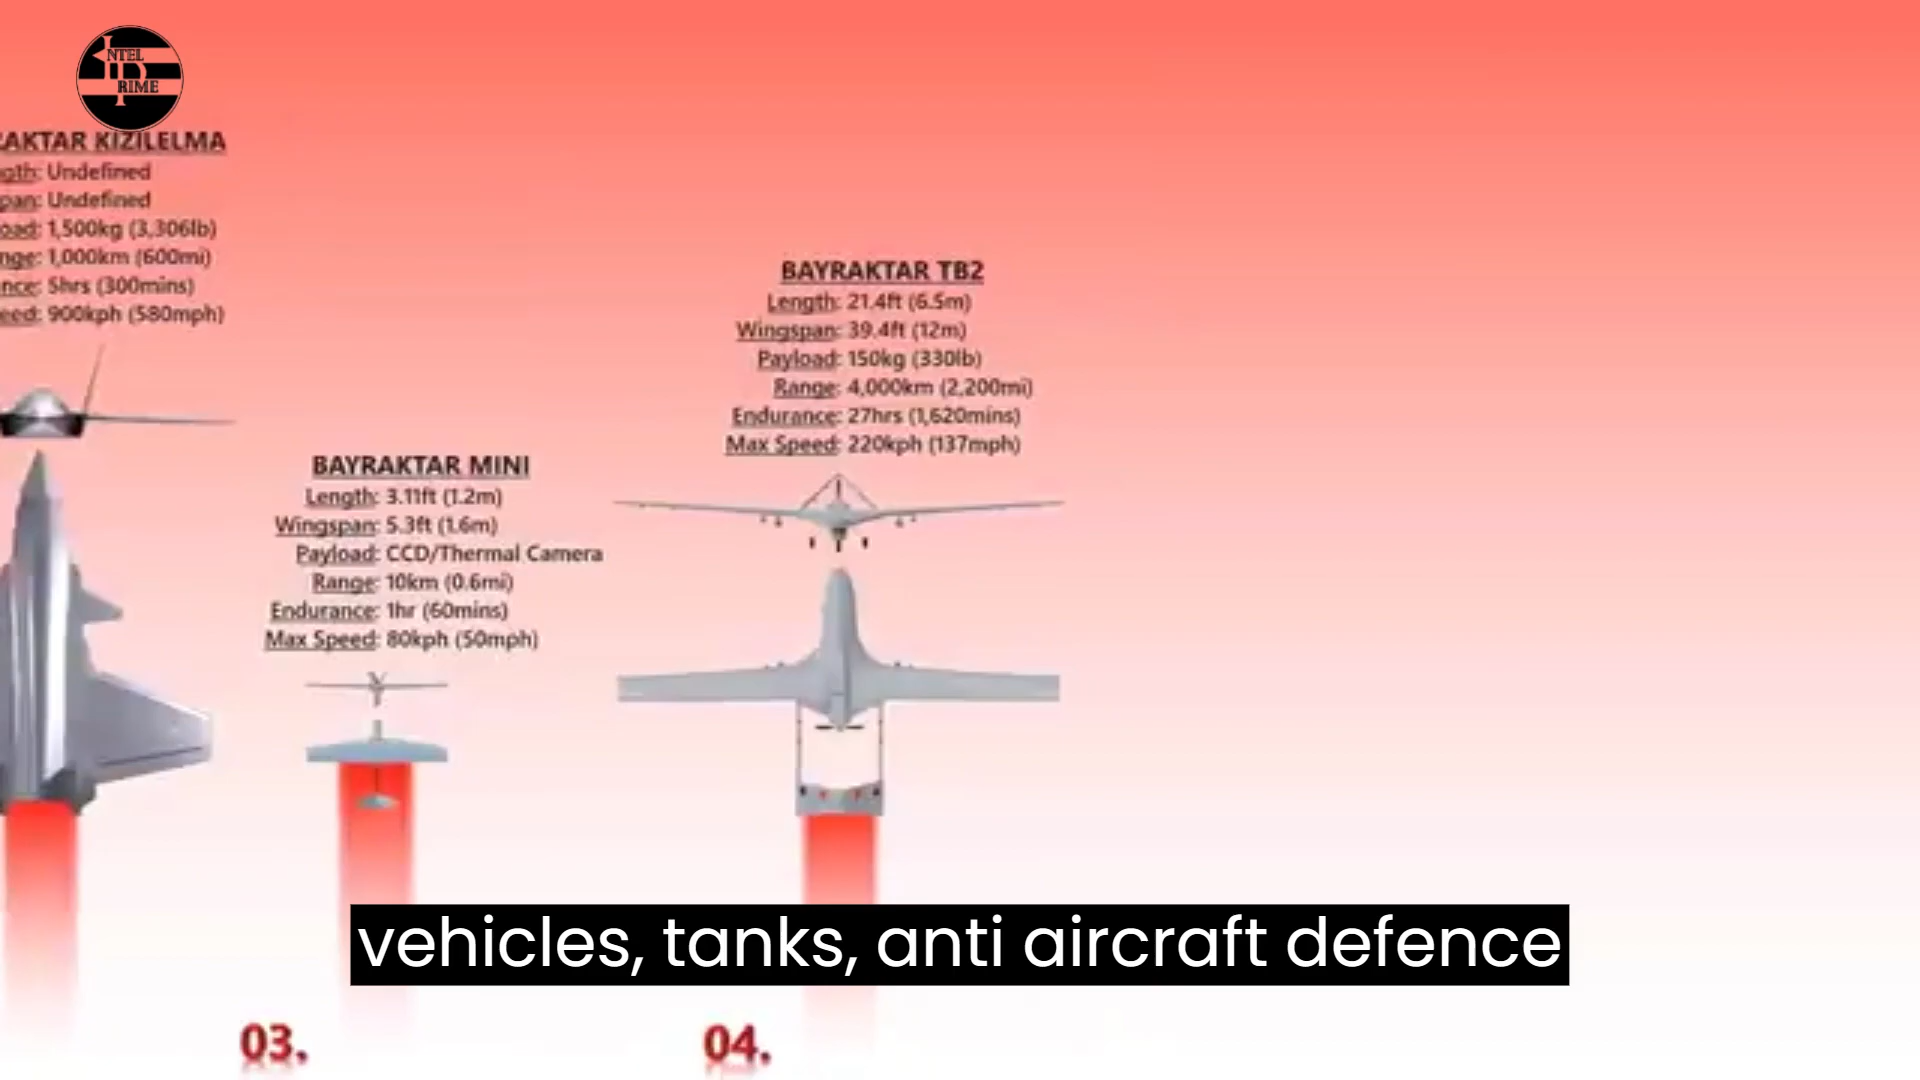 INTEL
PRIME
AKTAR KIZILELMA
gth: Undefined
pan: Undefined
oad: 1,500kg (3,306lb)
nge: 1,000km (600mi)
nce: 5hrs (300mins)
eed: 900kph (580mph)
BAYRAKTAR MINI
Length: 3.11ft (1.2m)
Wingspan: 5.3ft (1.6m)
Payload: CCD/Thermal Camera
Range: 10km (0.6mi)
Endurance: 1hr (60mins)
Max Speed: 80kph (50mph)
BAYRAKTAR TB2
Length: 21.4ft (6.5m)
Wingspan: 39.4ft (12m)
Payload: 150kg (330lb)
Range: 4,000km (2,200mi)
Endurance: 27hrs (1,620mins)
Max Speed: 220kph (137mph)
vehicles, tanks, anti aircraft defence
03.
04.